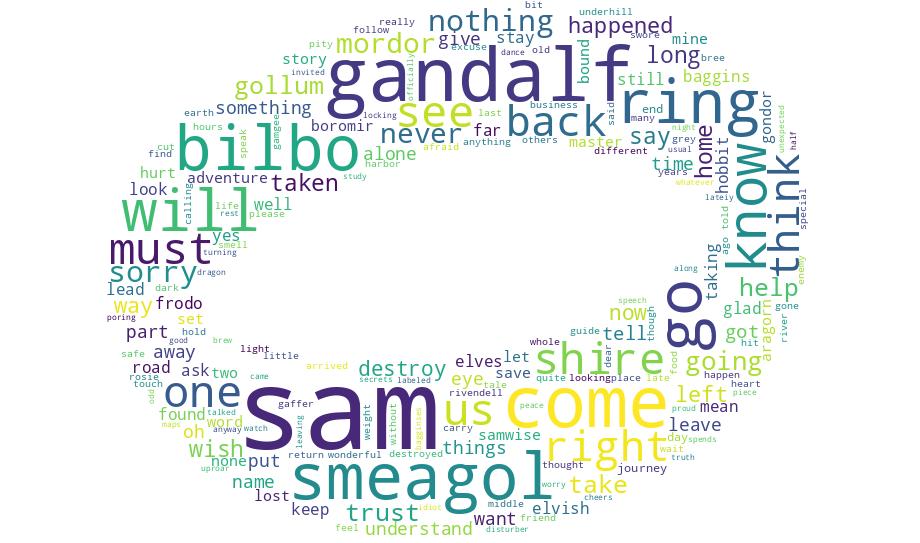 bit
underhill
really
nothing
happened
follow
swore
pity
mordor
give
stay
excuse
dance
old
bound
mine
long
bree
story
invited
officially
gandalf
still
baggins
gollum
see
last
ring
locking
business
said
end
many
gondor
earth
something
hours
speak
gamgee
boromir
never
far
back
say
grey
night
unexpected
half
cut
find
bilbo
alone
afraid
anything
others
master
different
usual
time
years
home
hobbit
know
think
harbor
study
whatever
hurt
look
adventure
taken
calling
life
rest
please
well
lately
special
will
yes
smell
turning
ago
told
must
dragon
along
taking
enemy
sorry
dark
go
help
lead
poring
way
frodo
speech
now
glad
aragorn
gone
river
part
set
hold
good
brew
guide
tell
though
got
hit
safe
away
light
little
whole
shire
dear
food
going
happen
road
ask
two
arrived
destroy
elves
let
save
quite
looking
place
late
heart
rosie
touch
came
secrets
labeled
eye
tale
rivendell
left
mean
piece
odd
one
sam
gaffer
weight
without
bagginses
us
peace
come
proud
found
talked
word
leaving
carry
samwise
leave
maps
oh
anyway
watch
day
spends
wish
none
return
wonderful
destroyed
things
right
wait
truth
uproar
put
smeagol
thought
journey
name
worry
take
lost
middle
cheers
keep
trust
idiot
want
friend
elvish
feel
understand
disturber